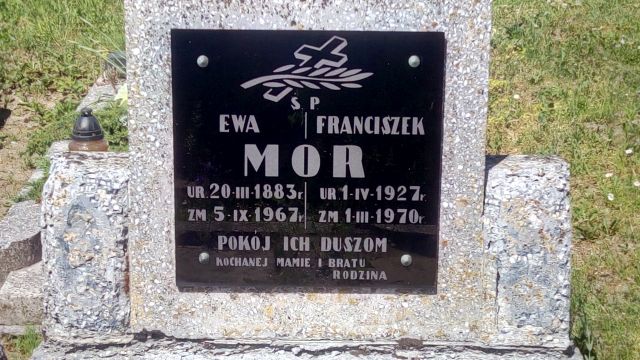 Ś. P.
EWA FRANCISZEK
MOR
UR 20-III-1883r. UR 1-IV-1927r.
ZM 5-IX-1967r. ZM 1-III-1970r.
POKÓJ ICH DUSZOM
KOCHANEJ MAMIE I BRATU
RODZINA